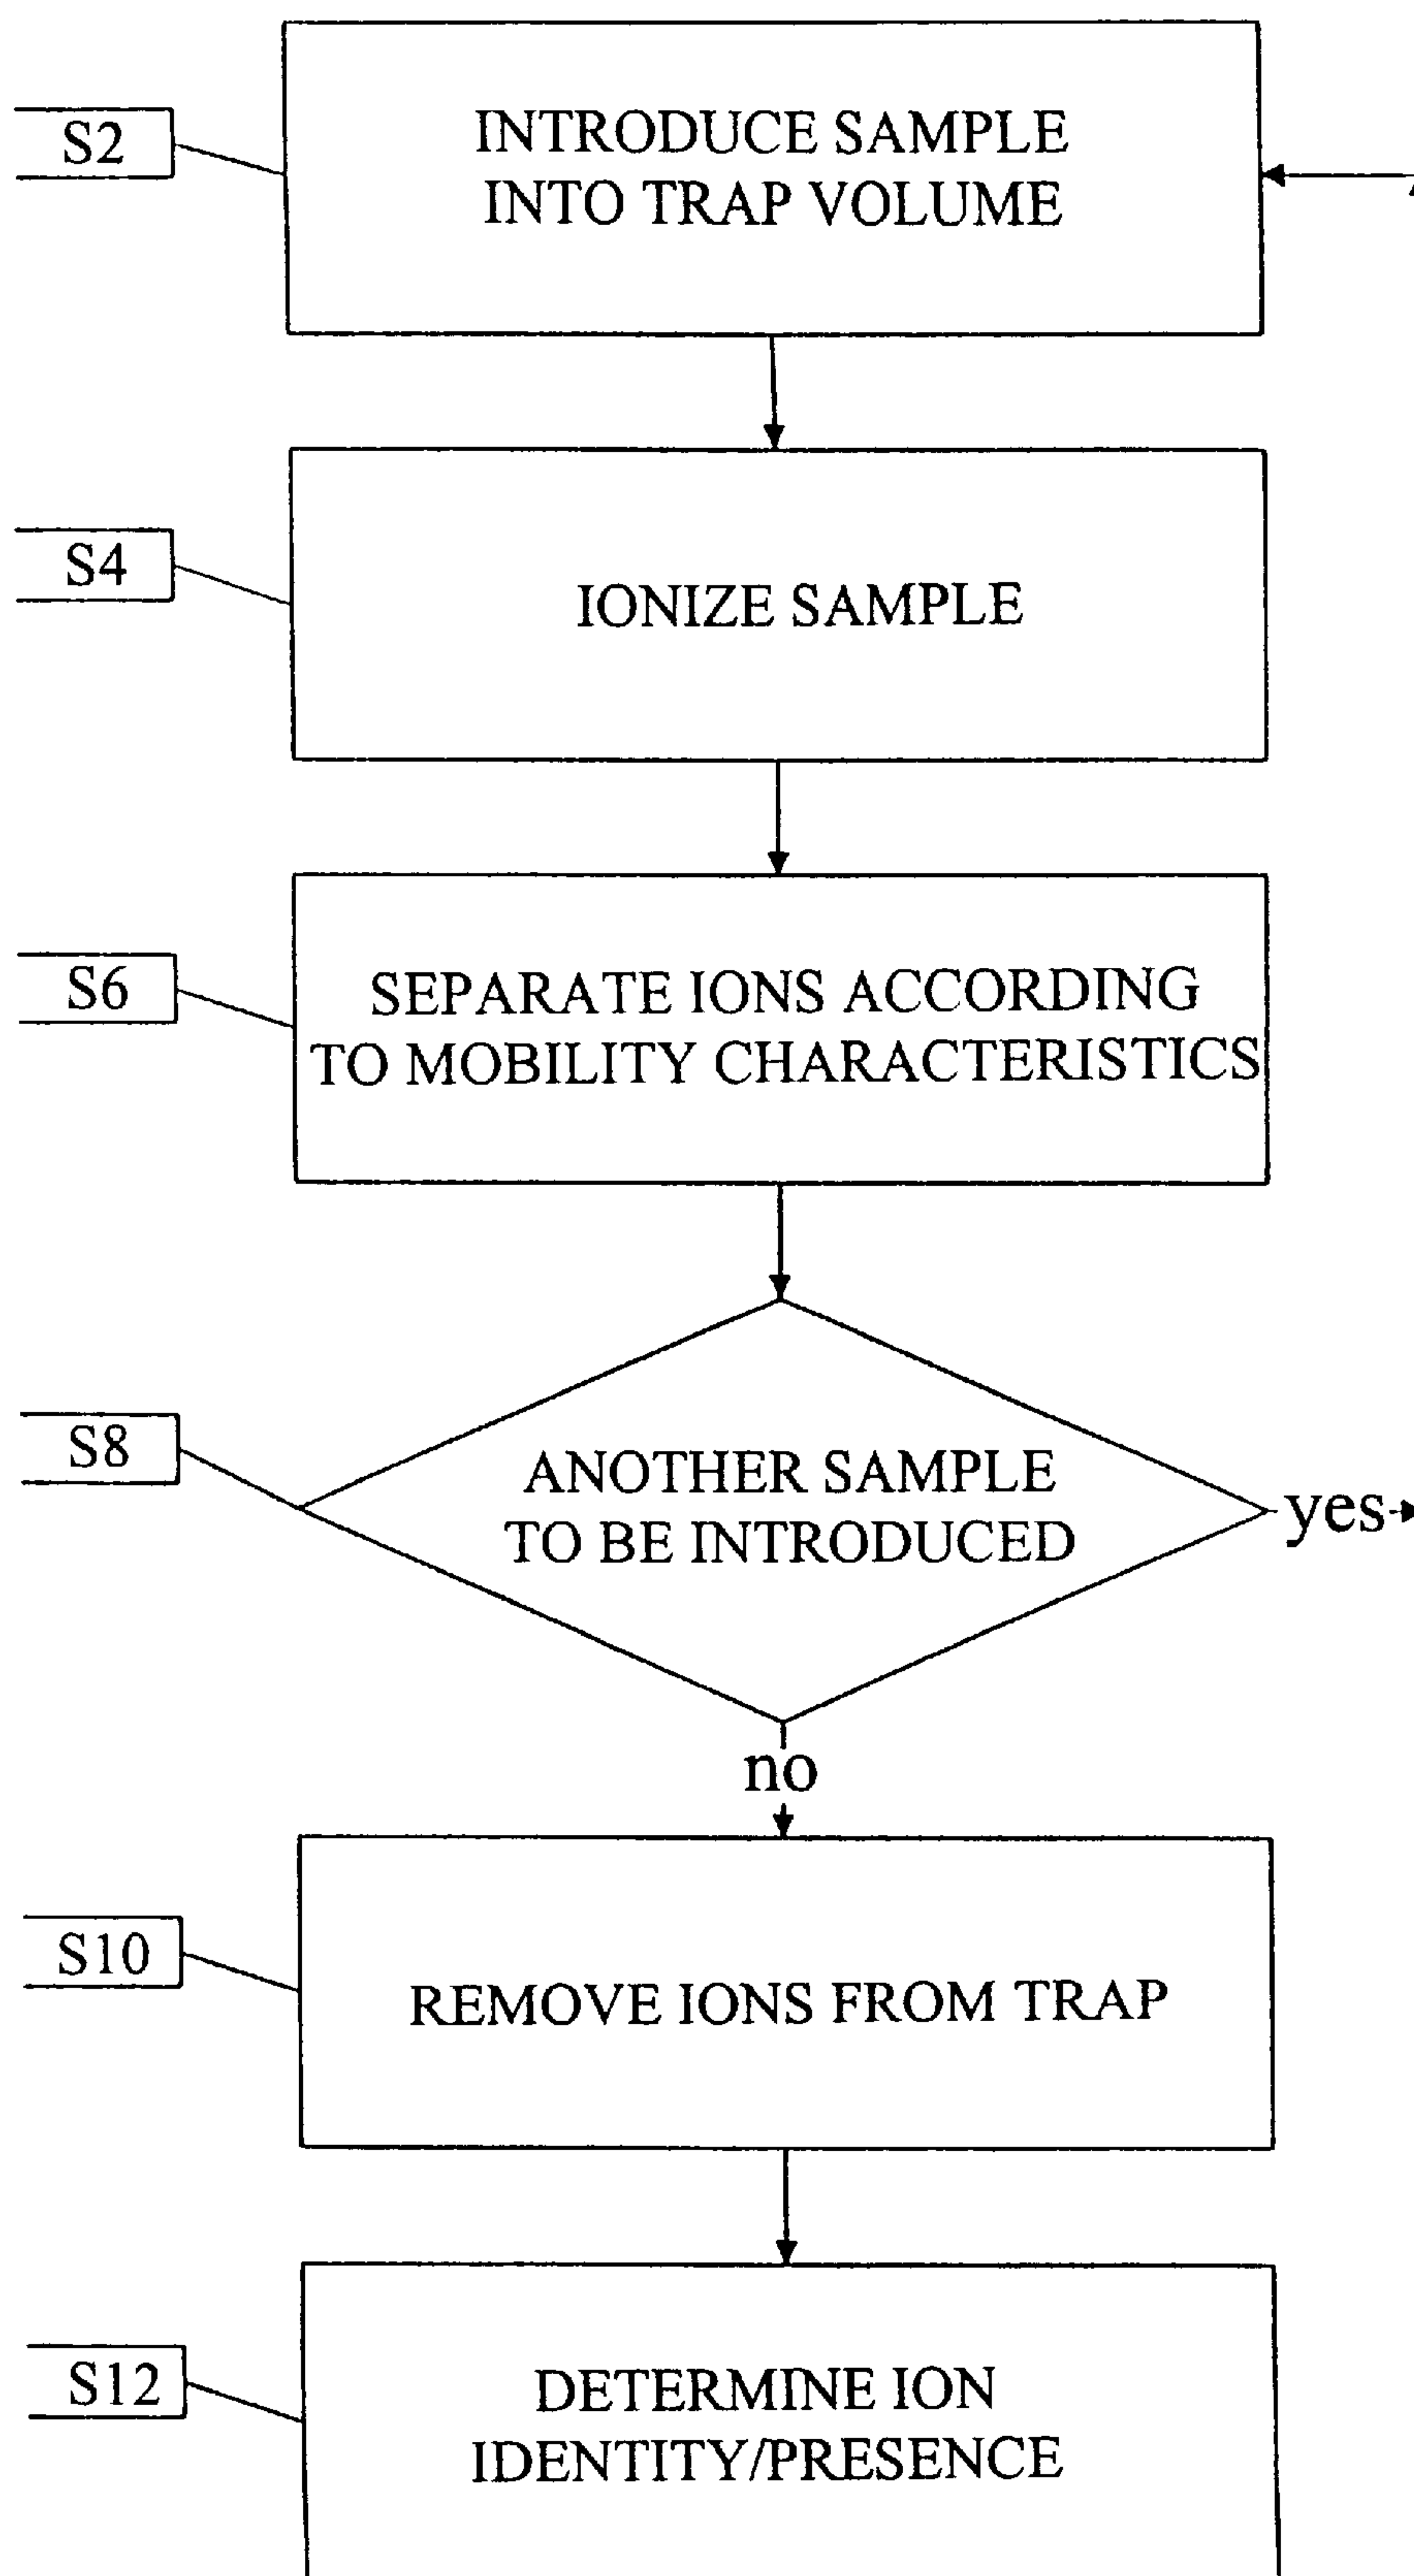 S2
INTRODUCE SAMPLE
INTO TRAP VOLUME
S4
IONIZE SAMPLE
S6
SEPARATE IONS ACCORDING
TO MOBILITY CHARACTERISTICS
S8
ANOTHER SAMPLE
TO BE INTRODUCED
yes
no
S10
REMOVE IONS FROM TRAP
S12
DETERMINE ION
IDENTITY/PRESENCE